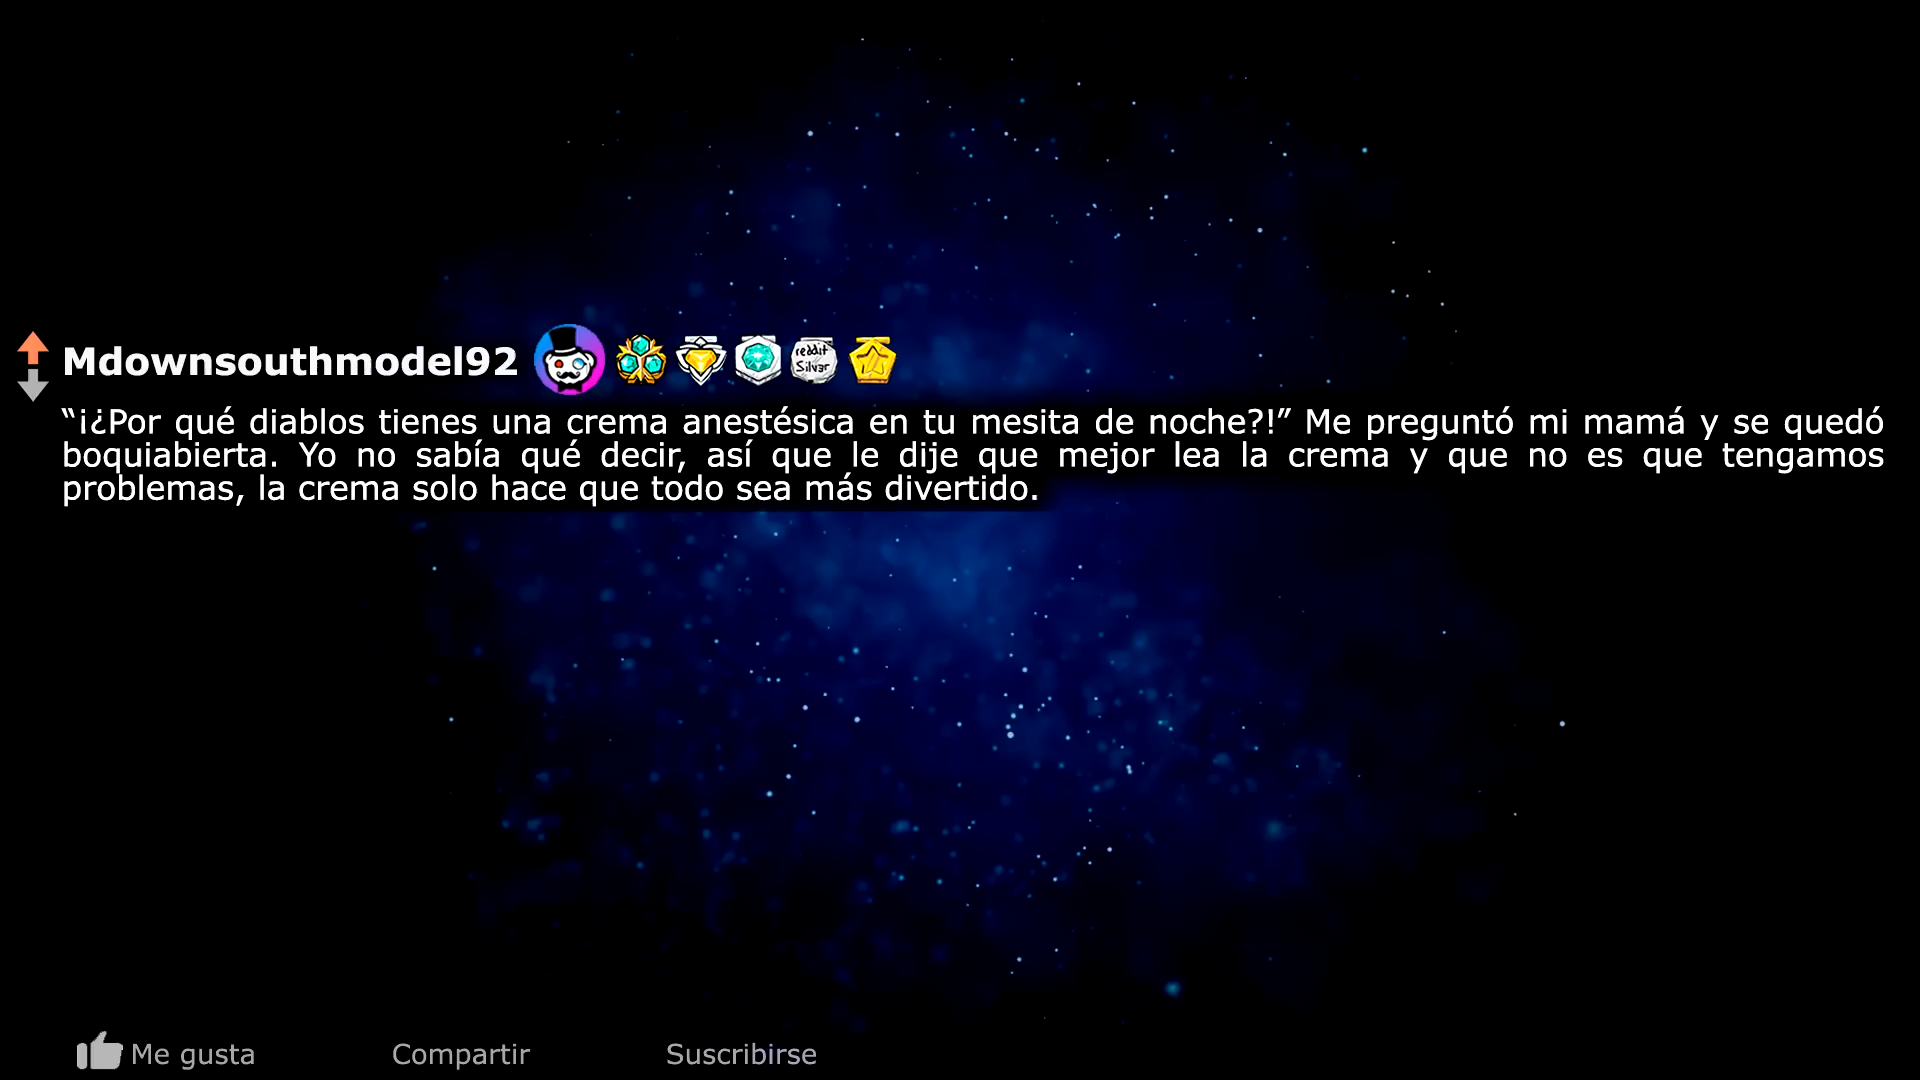 Mdownsouthmodel92
reddit
Silver
“¡¿Por qué diablos tienes una crema anestésica en tu mesita de noche?!” Me preguntó mi mamá y se quedó
boquiabierta. Yo no sabía qué decir, así que le dije que mejor lea la crema y que no es que tengamos
problemas, la crema solo hace que todo sea más divertido.
Me gusta Compartir Suscribirse